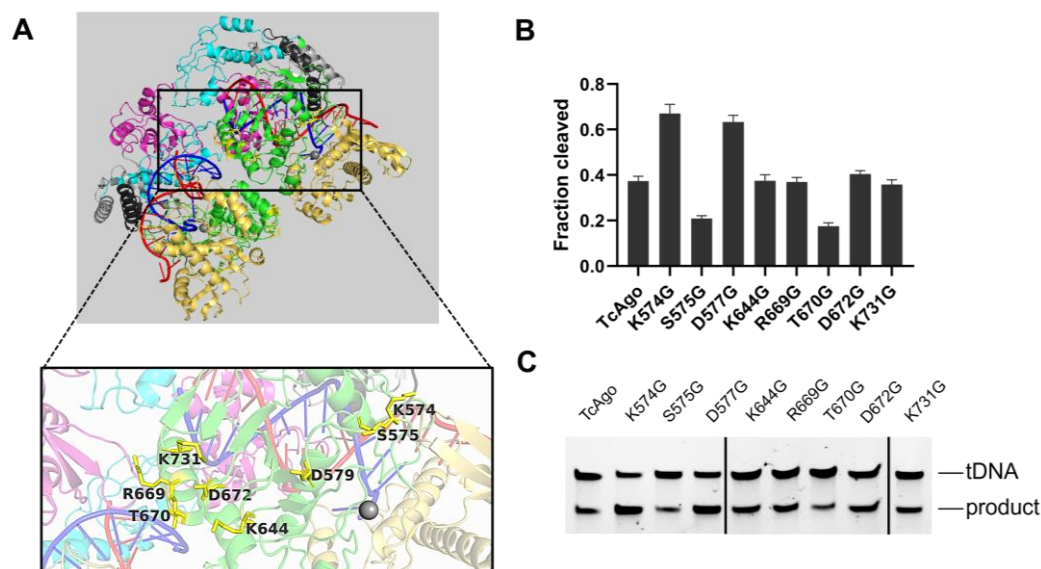 A
K574
S575
K731
D579
R669
D672
T670
K644
B
Fraction cleaved
0.8
0.6
0.4
0.2
0.0
TcAgo
K574G
S575G
D577G
K644G
R669G
T670G
D672G
K731G
C
TcAgo
K574G
S575G
D577G
K644G
R669G
T670G
D672G
K731G
tDNA
product